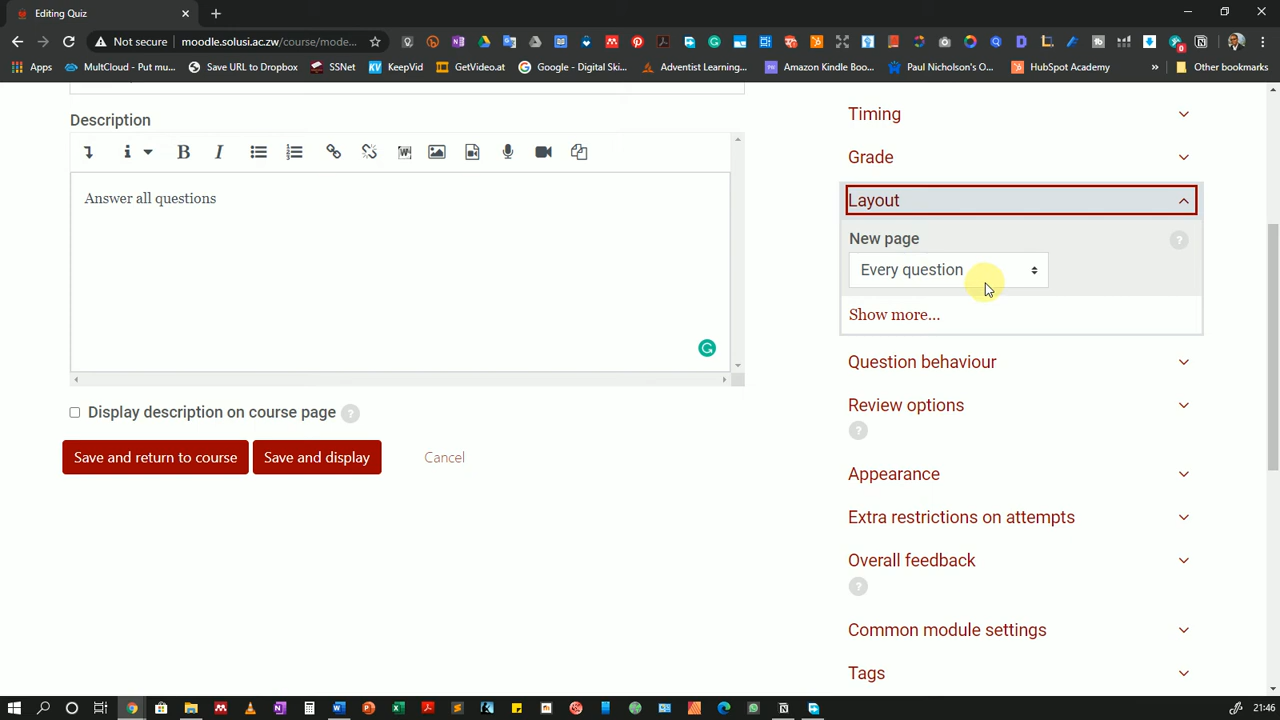 Editing Quiz
Not secure
moodle.solusi.ac.zw/course/mode...
Apps
MultCloud - Put mu...
Save URL to Dropbox
SSNet
KeepVid
GetVideo.at
Google - Digital Ski...
Adventist Learning...
Amazon Kindle Boo...
Paul Nicholson's O...
HubSpot Academy
»
Other bookmarks
Description
Answer all questions
Display description on course page
Save and return to course
Save and display
Cancel
Timing
Grade
Layout
New page
Every question
Show more...
Question behaviour
Review options
Appearance
Extra restrictions on attempts
Overall feedback
Common module settings
Tags
21:46